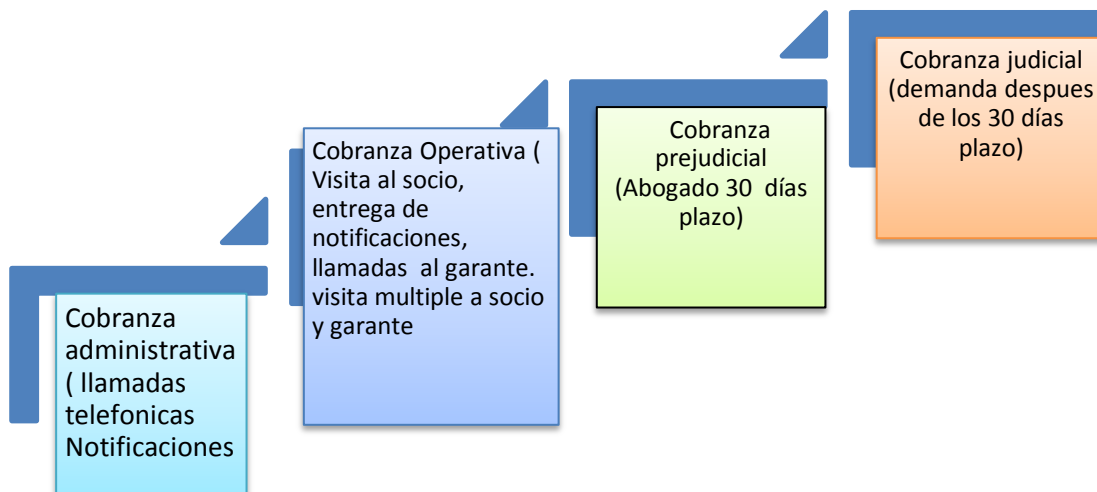 Cobranza
administrativa
( llamadas
telefonicas
Notificaciones
Cobranza Operativa (
Visita al socio,
entrega de
notificaciones,
llamadas al garante.
visita multiple a socio
y garante
Cobranza
prejudicial
(Abogado 30 días
plazo)
Cobranza judicial
(demanda despues
de los 30 días
plazo)